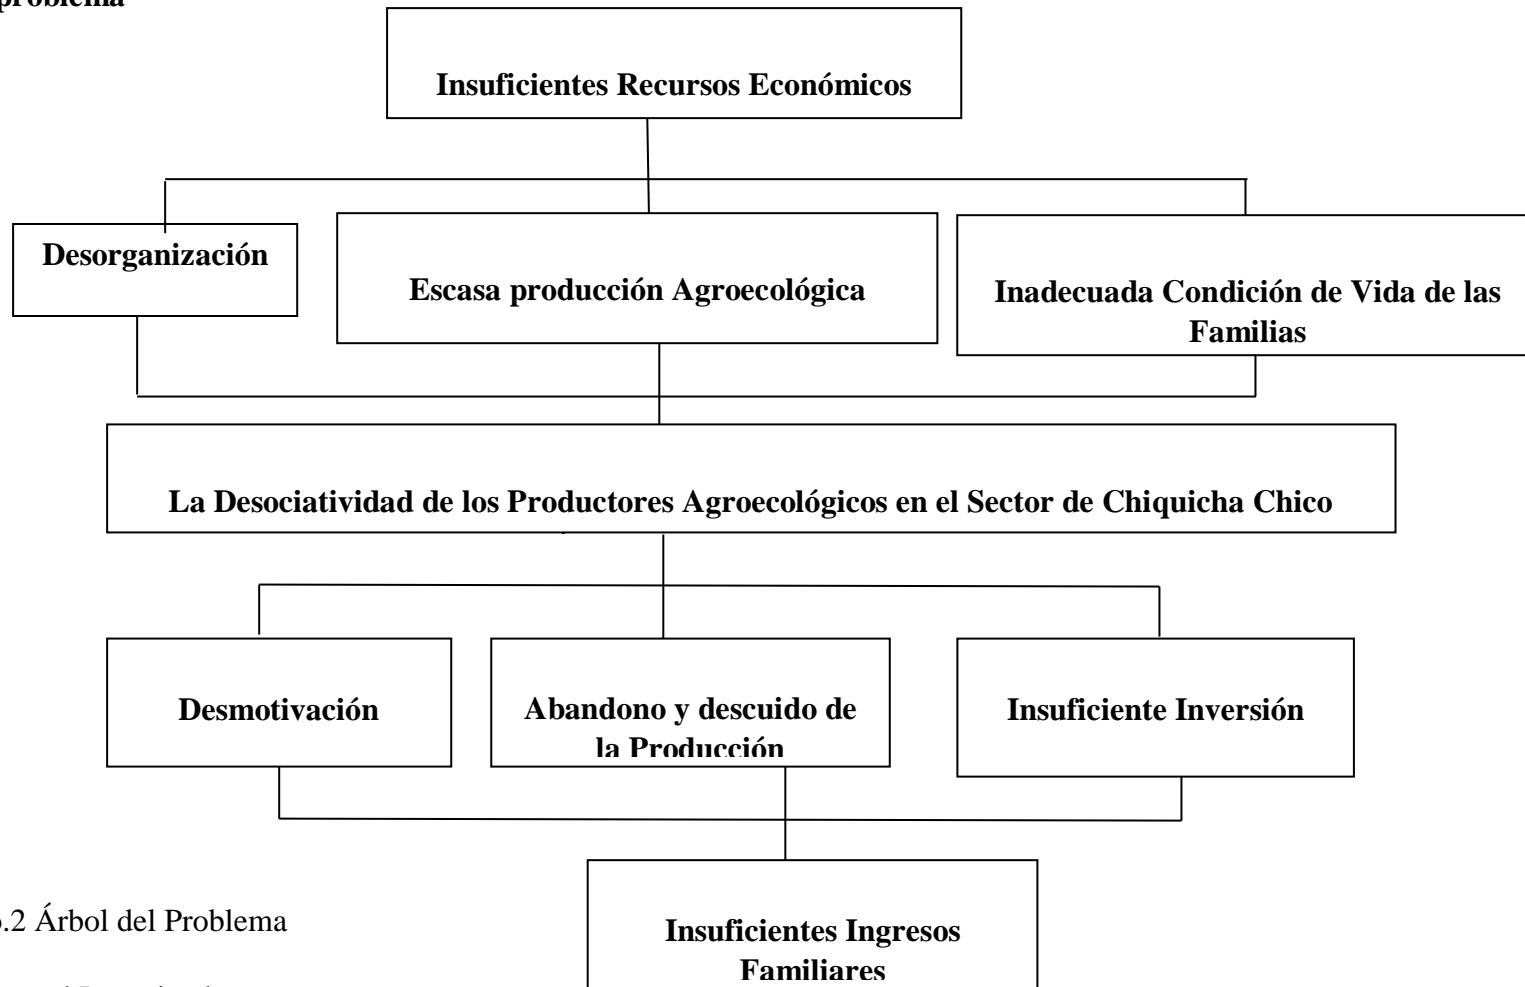 problema
Insuficientes Recursos Económicos
Desorganización
Escasa producción Agroecológica
Inadecuada Condición de Vida de las
Familias
La Desociatividad de los Productores Agroecológicos en el Sector de Chiquicha Chico
Desmotivación
Abandono y descuido de
la Producción
Insuficiente Inversión
.2 Árbol del Problema
Insuficientes Ingresos
Familiares